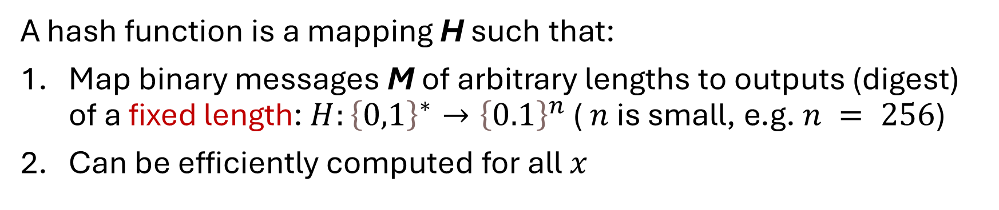 A hash function is a mapping H such that:
1. Map binary messages M of arbitrary lengths to outputs (digest)
of a fixed length: H: {0,1}* → {0.1}ⁿ ( n is small, e.g. n = 256)
2. Can be efficiently computed for all x